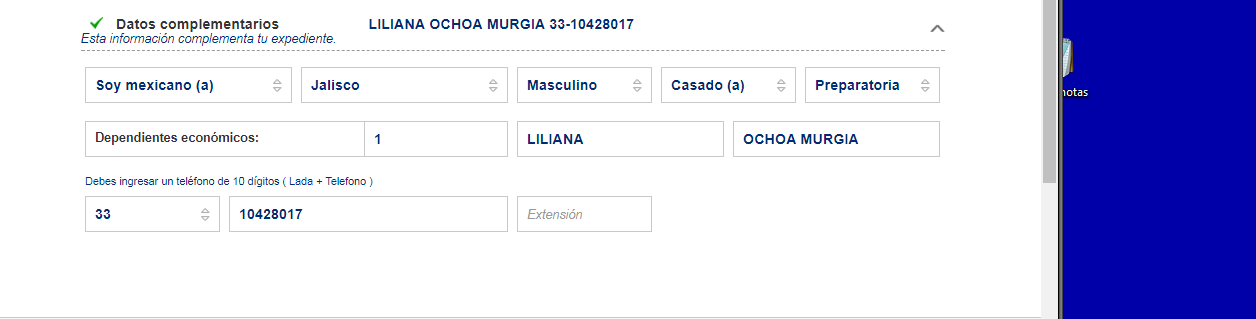 Datos complementarios LILIANA OCHOA MURGIA 33-10428017
Esta información complementa tu expediente.
Soy mexicano (a) Jalisco Masculino Casado (a) Preparatoria
Dependientes económicos: 1 LILIANA OCHOA MURGIA
Debes ingresar un teléfono de 10 dígitos ( Lada + Telefono )
33 10428017 Extensión
notas